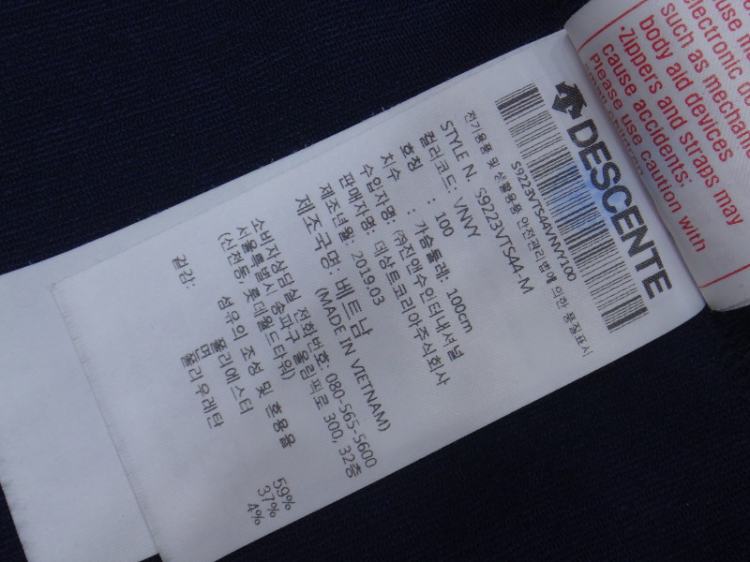 DESCENTE
S9223VTS44VNVY100
전기용품 및 생활용품 안전관리법에 의한 품질표시
STYLE N. S9223VTS44-M
컬러코드: VNVY
호칭 : 100
치수 : 가슴둘레: 100cm
수입자명: ㈜진앤수인터내셔널
판매자명: 대상트코리아주식회사
제조년월: 2019.03
제조국명: 베트남
(MADE IN VIETNAM)
소비자상담실 전화번호: 080-565-5600
서울특별시 송파구 올림픽로 300, 32층
(신천동, 롯데월드타워)
섬유의 조성 및 혼용율
겉감: 폴리에스터 59%
면 37%
폴리우레탄 4%
use m
electronic de
such as mechani
body aid devices
·Zippers and straps may
cause accidents;
Please use caution with
small children